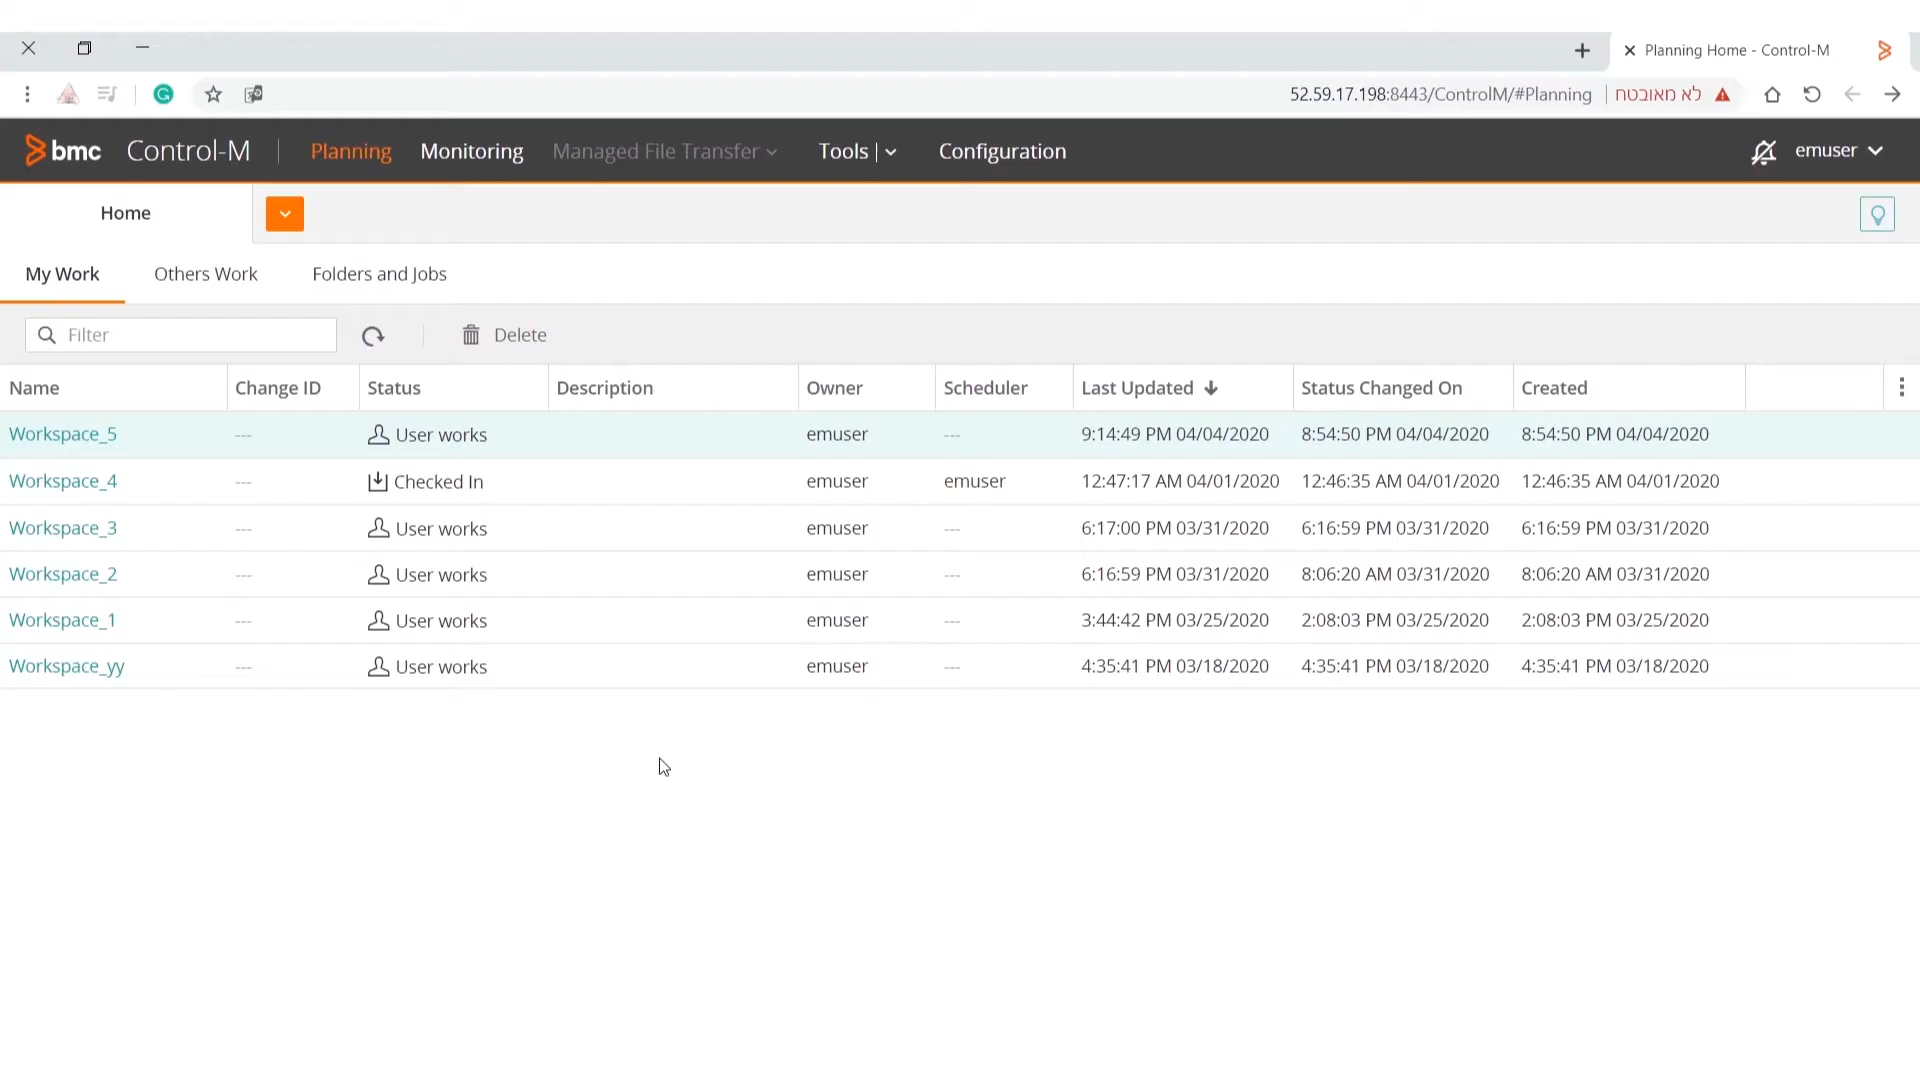 Planning Home - Control-M
52.59.17.198:8443/ControlM/#Planning
לא מאובטח
bmc Control-M Planning Monitoring Managed File Transfer Tools Configuration emuser
Home
My Work Others Work Folders and Jobs
Filter Delete
Name Change ID Status Description Owner Scheduler Last Updated Status Changed On Created
Workspace_5 --- User works emuser --- 9:14:49 PM 04/04/2020 8:54:50 PM 04/04/2020 8:54:50 PM 04/04/2020
Workspace_4 --- Checked In emuser emuser 12:47:17 AM 04/01/2020 12:46:35 AM 04/01/2020 12:46:35 AM 04/01/2020
Workspace_3 --- User works emuser --- 6:17:00 PM 03/31/2020 6:16:59 PM 03/31/2020 6:16:59 PM 03/31/2020
Workspace_2 --- User works emuser --- 6:16:59 PM 03/31/2020 8:06:20 AM 03/31/2020 8:06:20 AM 03/31/2020
Workspace_1 --- User works emuser --- 3:44:42 PM 03/25/2020 2:08:03 PM 03/25/2020 2:08:03 PM 03/25/2020
Workspace_yy --- User works emuser --- 4:35:41 PM 03/18/2020 4:35:41 PM 03/18/2020 4:35:41 PM 03/18/2020